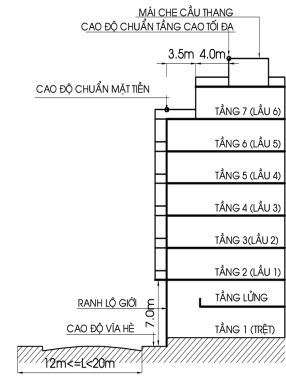 MÁI CHE CẦU THANG
CAO ĐỘ CHUẨN TẦNG CAO TỐI ĐA
3.5m 4.0m
CAO ĐỘ CHUẨN MẶT TIỀN
TẦNG 7 (LẦU 6)
TẦNG 6 (LẦU 5)
TẦNG 5 (LẦU 4)
TẦNG 4 (LẦU 3)
TẦNG 3(LẦU 2)
TẦNG 2 (LẦU 1)
TẦNG LỬNG
RANH LỘ GIỚI
7.0m
CAO ĐỘ VĨA HÈ
TẦNG 1 (TRỆT)
12m<=L<20m